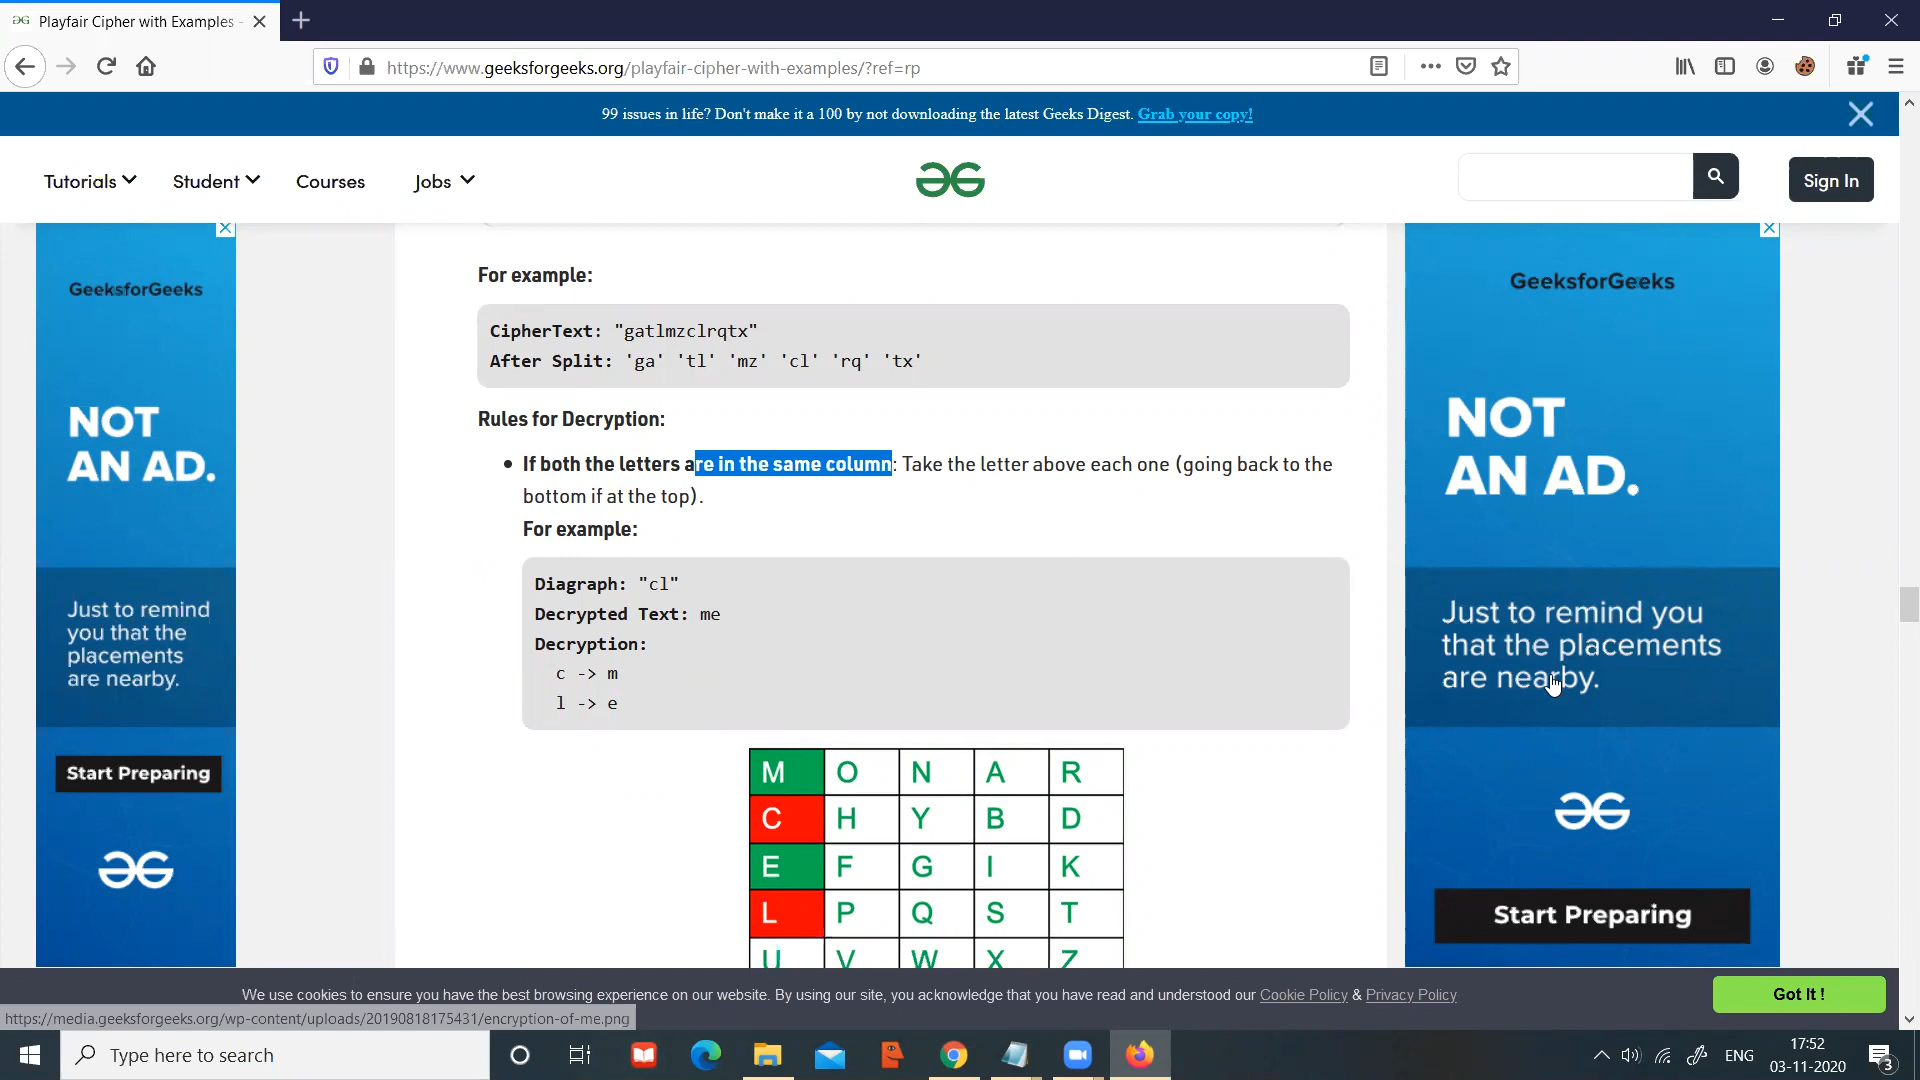 Playfair Cipher with Examples -
https://www.geeksforgeeks.org/playfair-cipher-with-examples/?ref=rp
99 issues in life? Don't make it a 100 by not downloading the latest Geeks Digest. Grab your copy!
Tutorials Student Courses Jobs Sign In
GeeksforGeeks
NOT
AN AD.
Just to remind
you that the
placements
are nearby.
Start Preparing
For example:
CipherText: "gatlmzclrqtx"
After Split: 'ga' 'tl' 'mz' 'cl' 'rq' 'tx'
Rules for Decryption:
• If both the letters are in the same column: Take the letter above each one (going back to the
bottom if at the top).
For example:
Diagraph: "cl"
Decrypted Text: me
Decryption:
c -> m
l -> e
M O N A R
C H Y B D
E F G I K
L P Q S T
U V W X Z
GeeksforGeeks
NOT
AN AD.
Just to remind you
that the placements
are nearby.
Start Preparing
We use cookies to ensure you have the best browsing experience on our website. By using our site, you acknowledge that you have read and understood our Cookie Policy & Privacy Policy
Got It !
https://media.geeksforgeeks.org/wp-content/uploads/20190818175431/encryption-of-me.png
Type here to search
ENG
17:52
03-11-2020
3